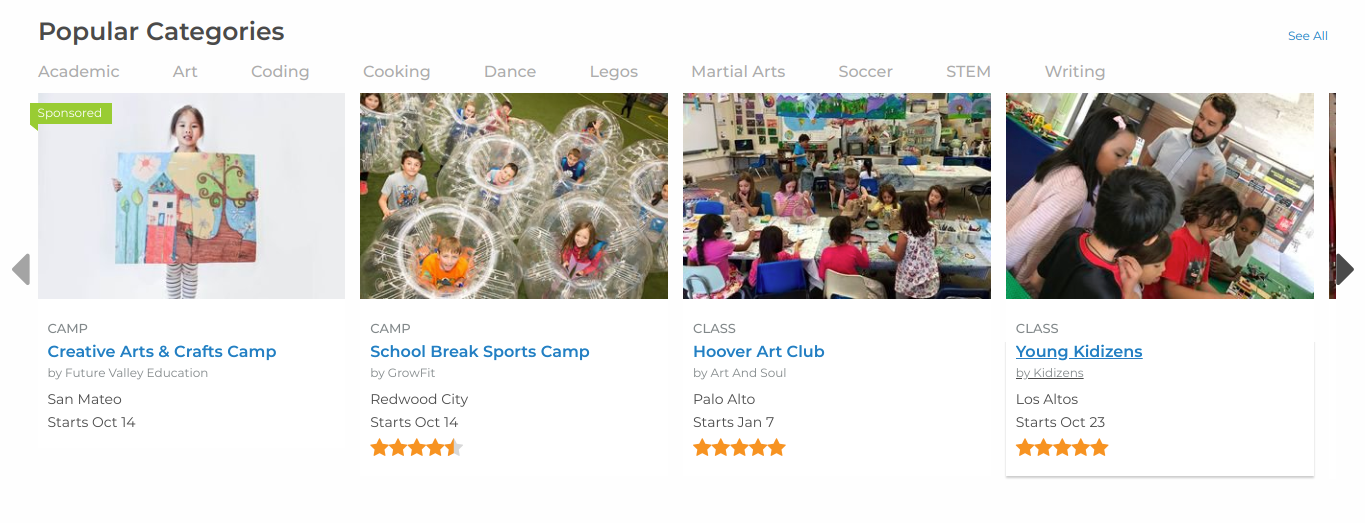 Popular Categories
See All
Academic Art Coding Cooking Dance Legos Martial Arts Soccer STEM Writing
Sponsored
CAMP
Creative Arts & Crafts Camp
by Future Valley Education
San Mateo
Starts Oct 14
CAMP
School Break Sports Camp
by GrowFit
Redwood City
Starts Oct 14
CLASS
Hoover Art Club
by Art And Soul
Palo Alto
Starts Jan 7
CLASS
Young Kidizens
by Kidizens
Los Altos
Starts Oct 23